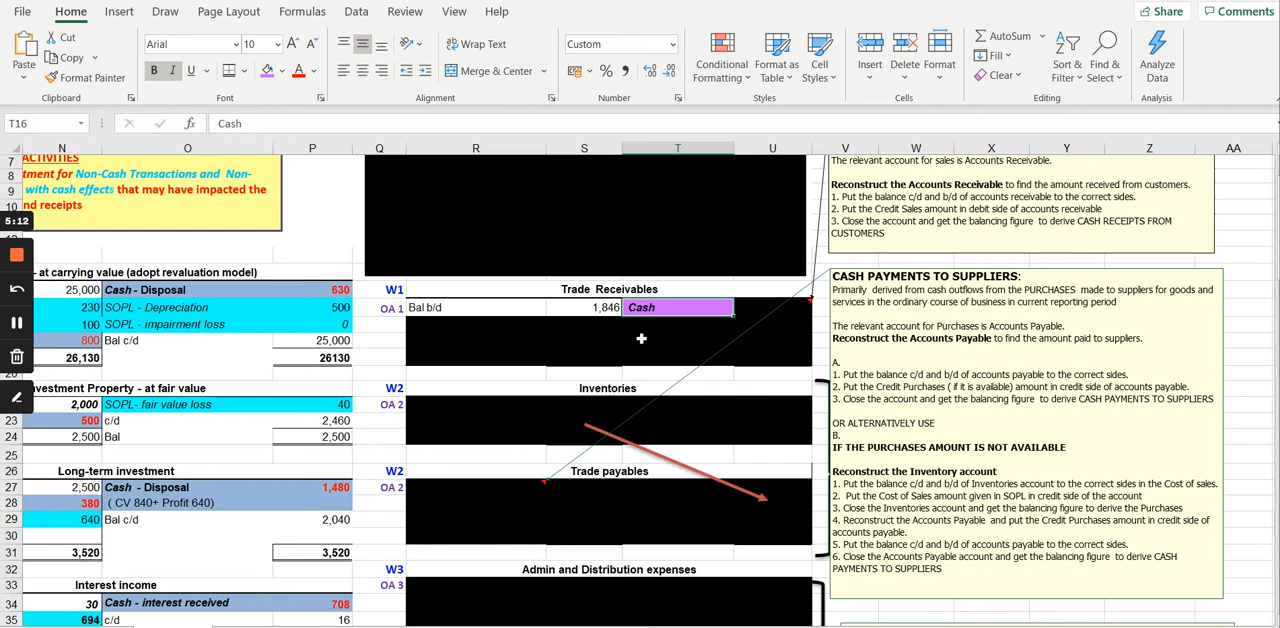 File Home Insert Draw Page Layout Formulas Data Review View Help Share Comments
Paste Cut Copy Format Painter Clipboard
Arial 10 A A B I U A Font
Wrap Text Merge & Center Alignment
Custom % Number
Conditional Formatting Format as Table Cell Styles Styles
Insert Delete Format Cells
AutoSum Fill Clear Sort & Filter Find & Select Editing
Analyze Data Analysis
T16 fx Cash
N O P Q R S T U V W X Y Z AA
7 ACTIVITIES
8 tment for Non-Cash Transactions and Non-
9 with cash effects that may have impacted the
10 nd receipts
5:12
- at carrying value (adopt revaluation model)
25,000 Cash - Disposal 630
230 SOPL - Depreciation 500
100 SOPL - impairment loss 0
800 Bal c/d 25,000
26,130 26130
nvestment Property - at fair value
2,000 SOPL- fair value loss 40
23 500 c/d 2,460
24 2,500 Bal 2,500
25
26 Long-term investment
27 2,500 Cash - Disposal 1,480
28 380 ( CV 840+ Profit 640)
29 640 Bal c/d 2,040
30
31 3,520 3,520
32
33 Interest income
34 30 Cash - interest received 708
35 694 c/d 16
W1 Trade Receivables
OA 1 Bal b/d 1,846 Cash
W2 Inventories
OA 2
W2 Trade payables
OA 2
W3 Admin and Distribution expenses
OA 3
The relevant account for sales is Accounts Receivable.
Reconstruct the Accounts Receivable to find the amount received from customers.
1. Put the balance c/d and b/d of accounts receivable to the correct sides.
2. Put the Credit Sales amount in debit side of accounts receivable
3. Close the account and get the balancing figure to derive CASH RECEIPTS FROM
CUSTOMERS
CASH PAYMENTS TO SUPPLIERS:
Primarily derived from cash outflows from the PURCHASES made to suppliers for goods and
services in the ordinary course of business in current reporting period
The relevant account for Purchases is Accounts Payable.
Reconstruct the Accounts Payable to find the amount paid to suppliers.
A.
1. Put the balance c/d and b/d of accounts payable to the correct sides.
2. Put the Credit Purchases ( if it is available) amount in credit side of accounts payable.
3. Close the account and get the balancing figure to derive CASH PAYMENTS TO SUPPLIERS
OR ALTERNATIVELY USE
B.
IF THE PURCHASES AMOUNT IS NOT AVAILABLE
Reconstruct the Inventory account
1. Put the balance c/d and b/d of Inventories account to the correct sides in the Cost of sales.
2. Put the Cost of Sales amount given in SOPL in credit side of the account
3. Close the Inventories account and get the balancing figure to derive the Purchases
4. Reconstruct the Accounts Payable and put the Credit Purchases amount in credit side of
accounts payable.
5. Put the balance c/d and b/d of accounts payable to the correct sides.
6. Close the Accounts Payable account and get the balancing figure to derive CASH
PAYMENTS TO SUPPLIERS